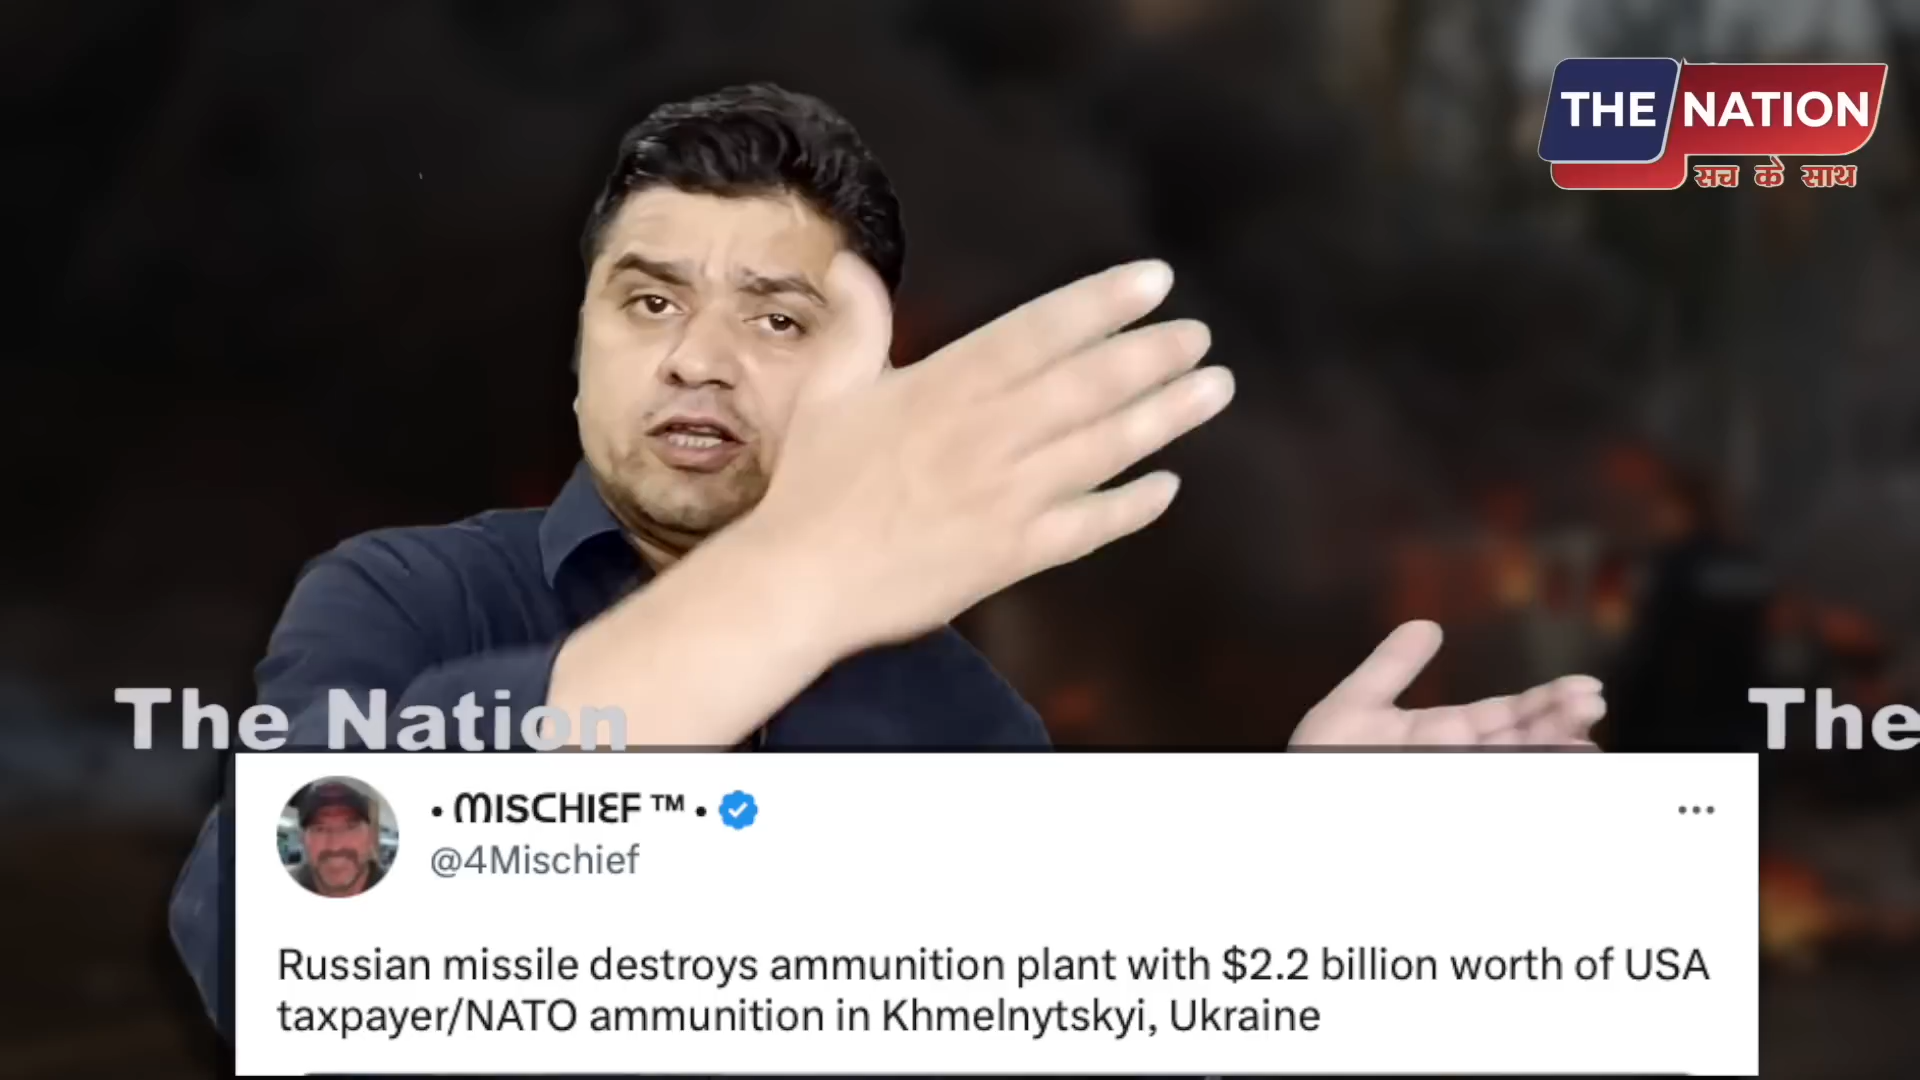 THE NATION
सच के साथ
The Nation
The
• MISCHIEF ™ •
@4Mischief
Russian missile destroys ammunition plant with $2.2 billion worth of USA
taxpayer/NATO ammunition in Khmelnytskyi, Ukraine